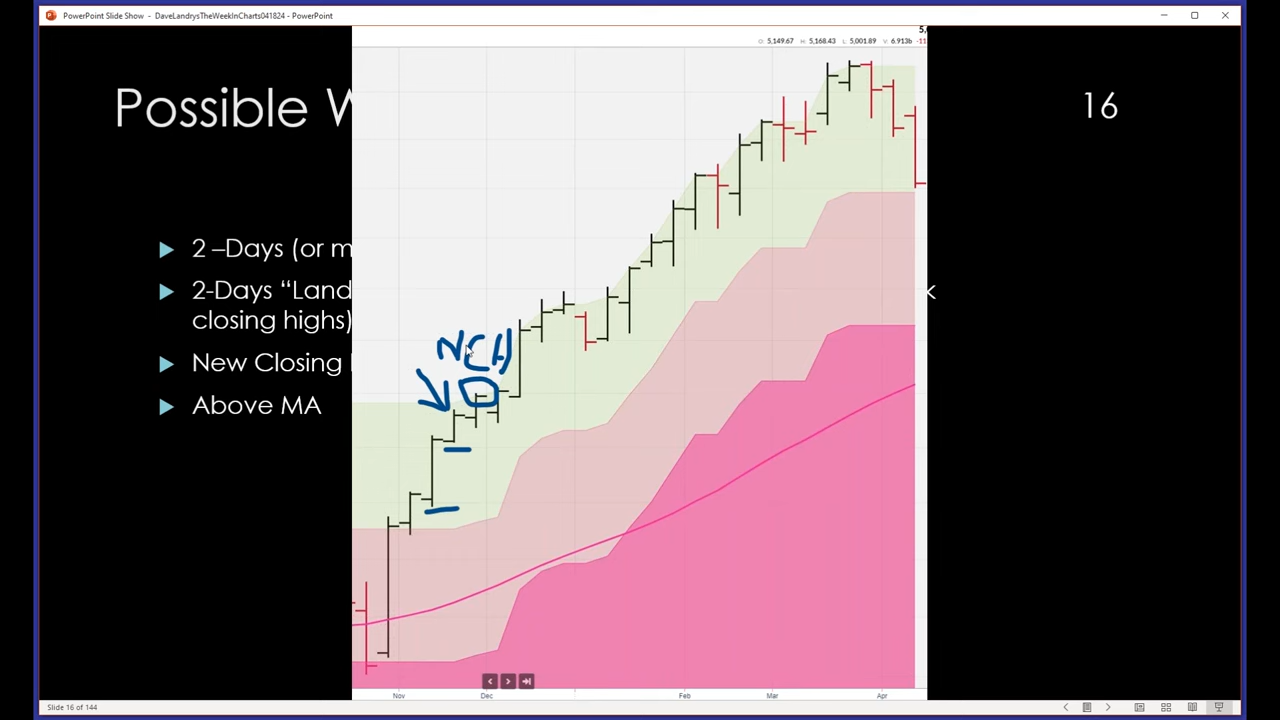 PowerPoint Slide Show - DaveLandrysTheWeekInCharts041824 - PowerPoint
O: 5,149.67 H: 5,168.43 L: 5,001.89 V: 6.913b
Possible
16
2 –Days (or m
2-Days “Land
closing highs)
New Closing
Above MA
NCH
Nov Dec Feb Mar Apr
Slide 16 of 144